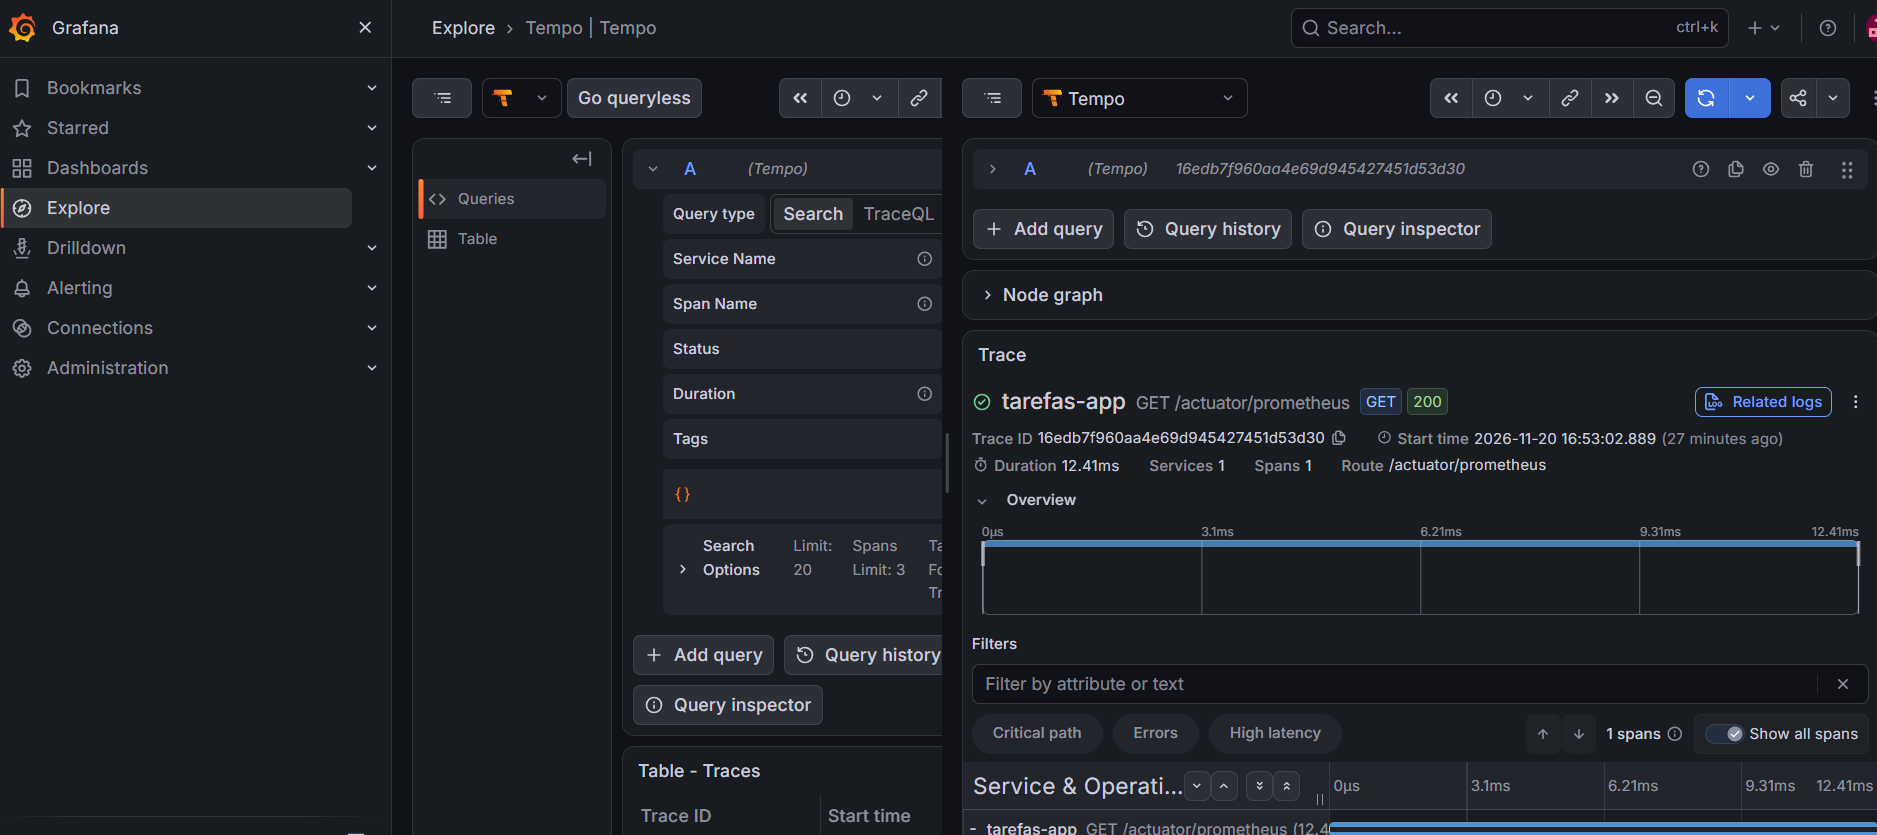 Grafana
Explore › Tempo | Tempo
Search...
ctrl+k
Bookmarks
Starred
Dashboards
Explore
Drilldown
Alerting
Connections
Administration
Go queryless
Queries
Table
A (Tempo)
Query type Search TraceQL
Service Name
Span Name
Status
Duration
Tags
{}
Search Options
Limit: 20
Spans Limit: 3
Add query
Query history
Query inspector
Table - Traces
Trace ID Start time
Tempo
A (Tempo) 16edb7f960aa4e69d945427451d53d30
Add query Query history Query inspector
Node graph
Trace
tarefas-app GET /actuator/prometheus GET 200
LOG Related logs
Trace ID 16edb7f960aa4e69d945427451d53d30 Start time 2026-11-20 16:53:02.889 (27 minutes ago)
Duration 12.41ms Services 1 Spans 1 Route /actuator/prometheus
Overview
0µs 3.1ms 6.21ms 9.31ms 12.41ms
Filters
Filter by attribute or text
Critical path Errors High latency
1 spans Show all spans
Service & Operati... 0µs 3.1ms 6.21ms 9.31ms 12.41ms
tarefas-app GET /actuator/prometheus (12.4